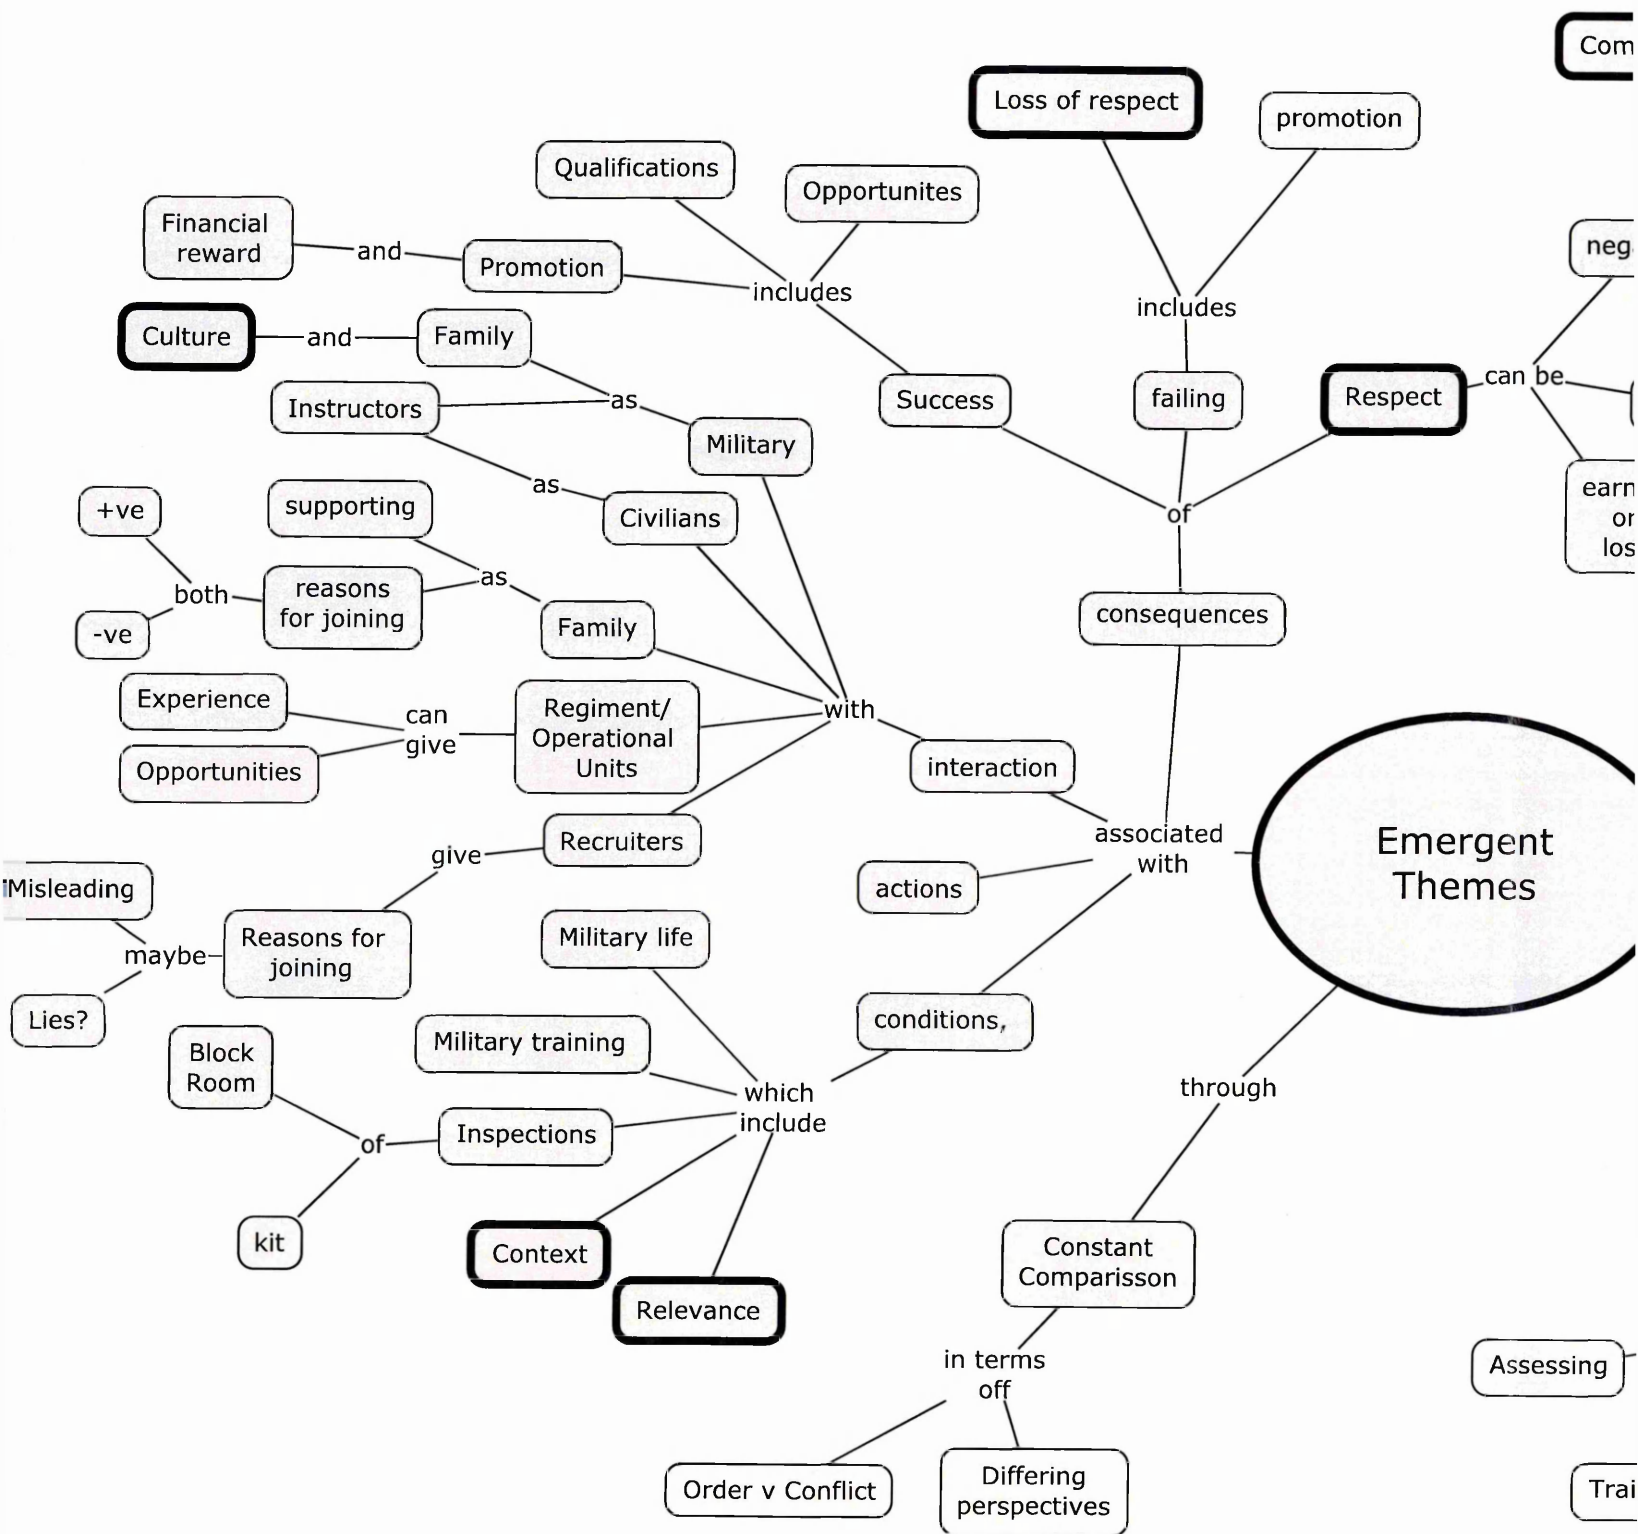 Com
Loss of respect
promotion
Qualifications
Opportunites
Financial
reward
and
Promotion
includes
includes
neg
Culture
and
Family
Instructors
as
Success
failing
Respect
can be
Military
supporting
as
Civilians
of
earn
or
los
+ve
as
both
reasons
for joining
-ve
Family
consequences
Experience
can
give
Opportunities
Regiment/
Operational
Units
with
interaction
associated
with
Emergent
Themes
Recruiters
give
actions
Misleading
maybe
Reasons for
joining
Lies?
Military life
conditions,
Military training
which
include
through
Block
Room
of
Inspections
kit
Context
Relevance
Constant
Comparisson
in terms
off
Assessing
Order v Conflict
Differing
perspectives
Trai